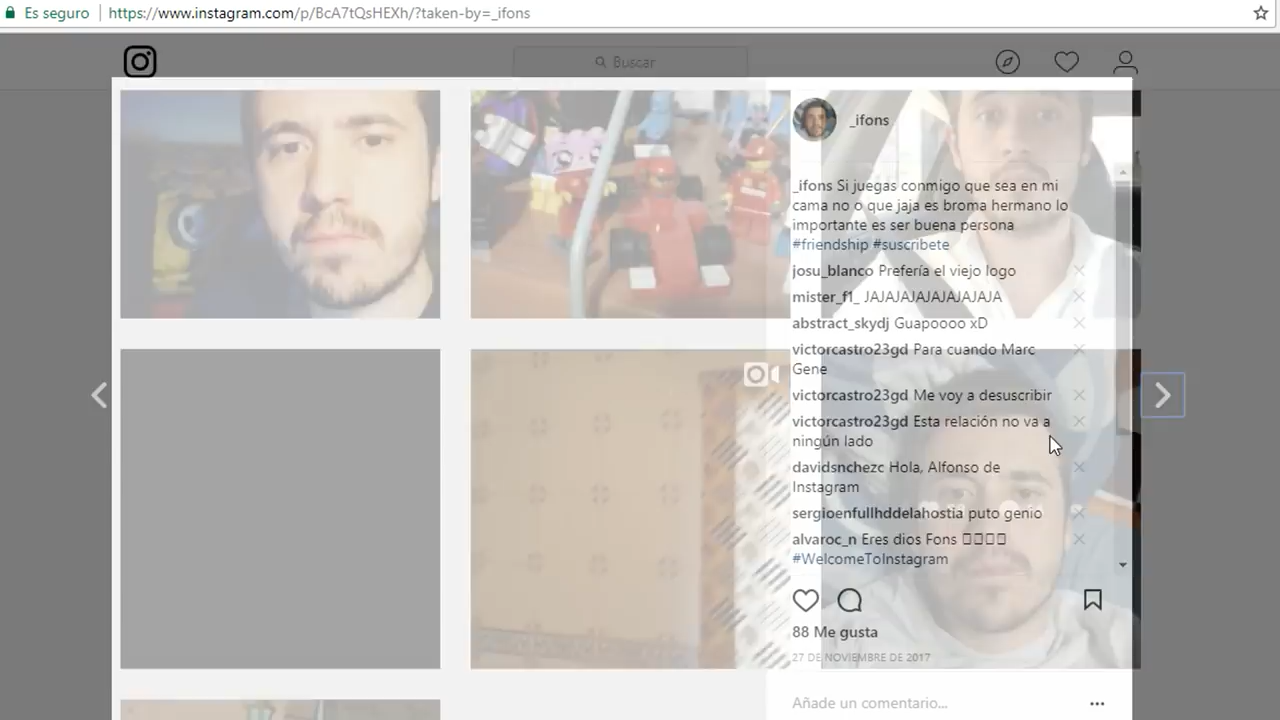 Es seguro | https://www.instagram.com/p/BcA7tQsHEXh/?taken-by=_ifons
Buscar
_ifons
_ifons Si juegas conmigo que sea en mi
cama no o que jaja es broma hermano lo
importante es ser buena persona
#friendship #suscribete
josu_blanco Prefería el viejo logo
mister_f1_ JAJAJAJAJAJAJAJAJA
abstract_skydj Guapoooo xD
victorcastro23gd Para cuando Marc
Gene
victorcastro23gd Me voy a desuscribir
victorcastro23gd Esta relación no va a
ningún lado
davidsnchezc Hola, Alfonso de
Instagram
sergioenfullhddelahostia puto genio
alvaroc_n Eres dios Fons
#WelcomeToInstagram
88 Me gusta
27 DE NOVIEMBRE DE 2017
Añade un comentario...